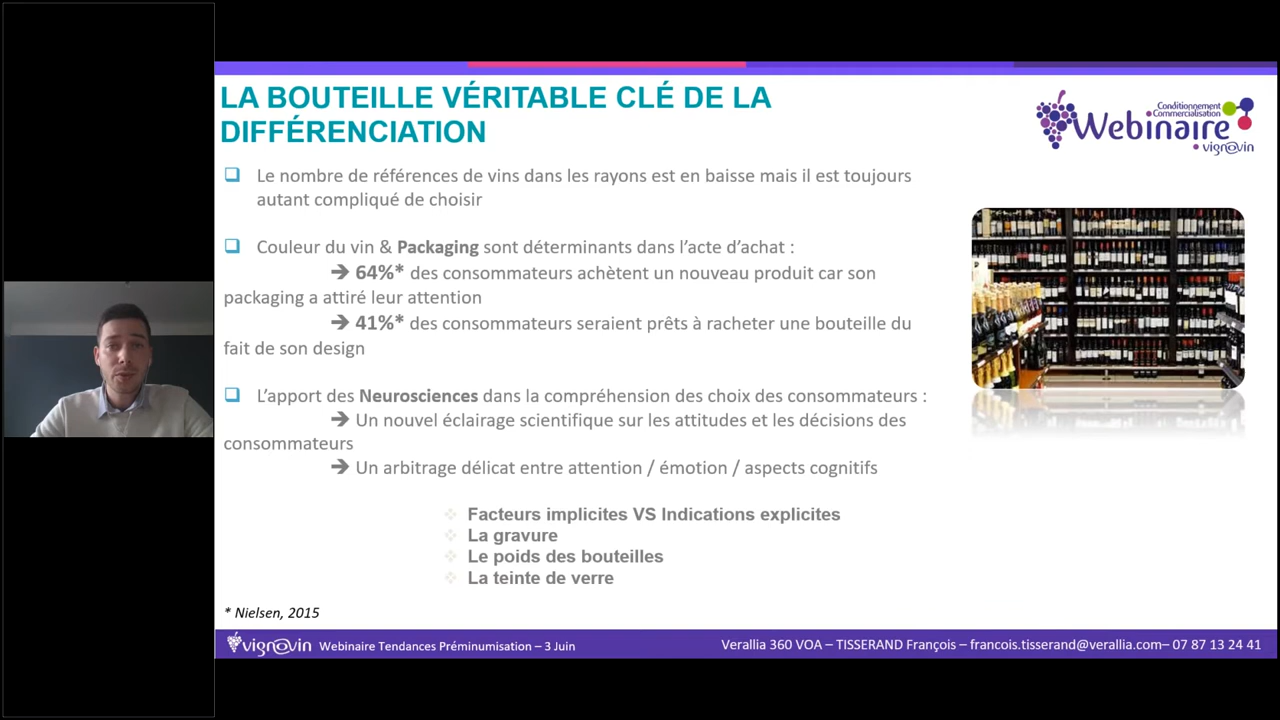 LA BOUTEILLE VÉRITABLE CLÉ DE LA
DIFFÉRENCIATION
Conditionnement
Commercialisation
Webinaire
vignovin
Le nombre de références de vins dans les rayons est en baisse mais il est toujours
autant compliqué de choisir
Couleur du vin & Packaging sont déterminants dans l'acte d'achat :
➔ 64%* des consommateurs achètent un nouveau produit car son
packaging a attiré leur attention
➔ 41%* des consommateurs seraient prêts à racheter une bouteille du
fait de son design
L'apport des Neurosciences dans la compréhension des choix des consommateurs :
➔ Un nouvel éclairage scientifique sur les attitudes et les décisions des
consommateurs
➔ Un arbitrage délicat entre attention / émotion / aspects cognitifs
Facteurs implicites VS Indications explicites
La gravure
Le poids des bouteilles
La teinte de verre
* Nielsen, 2015
vignovin Webinaire Tendances Préminumisation – 3 Juin
Verallia 360 VOA – TISSERAND François – francois.tisserand@verallia.com– 07 87 13 24 41